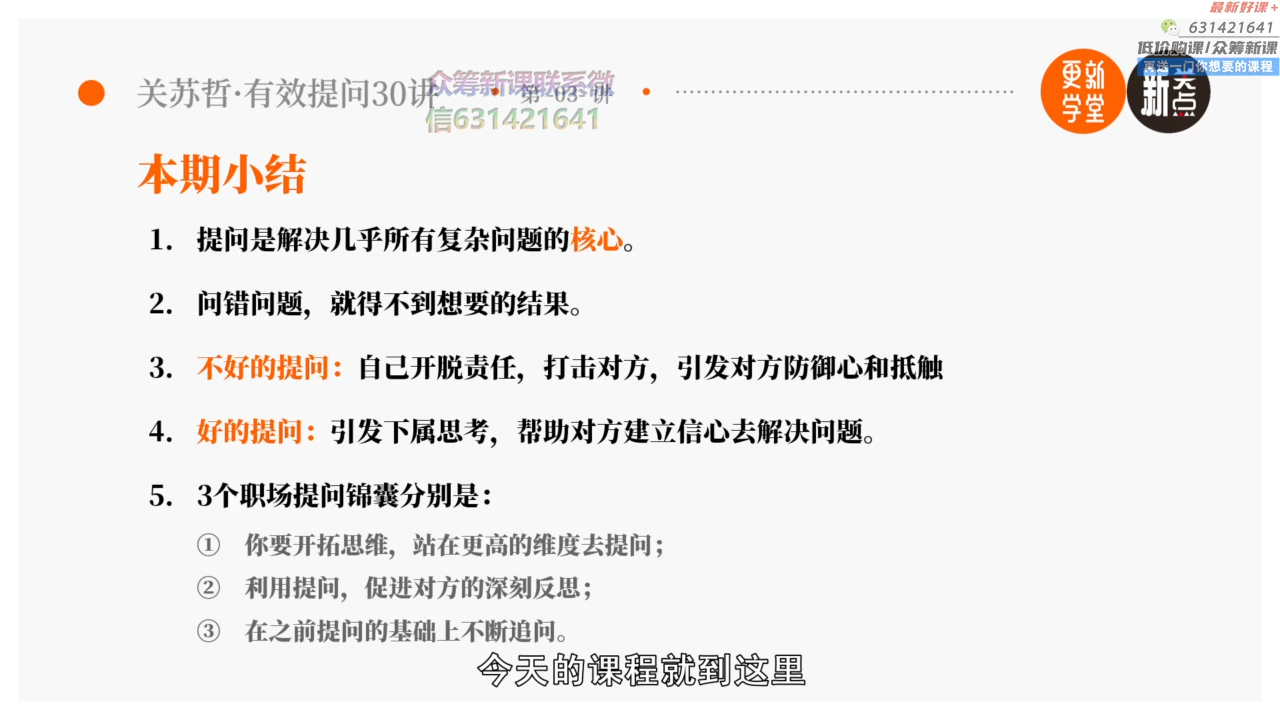 最新好课+
631421641
低价购课/众筹新课
再送一门你想要的课程
关苏哲·有效提问30讲
第 03 讲
众筹新课联系微
信631421641
更新学堂
新关点
本期小结
1. 提问是解决几乎所有复杂问题的核心。
2. 问错问题，就得不到想要的结果。
3. 不好的提问：自己开脱责任，打击对方，引发对方防御心和抵触
4. 好的提问：引发下属思考，帮助对方建立信心去解决问题。
5. 3个职场提问锦囊分别是：
① 你要开拓思维，站在更高的维度去提问；
② 利用提问，促进对方的深刻反思；
③ 在之前提问的基础上不断追问。
今天的课程就到这里